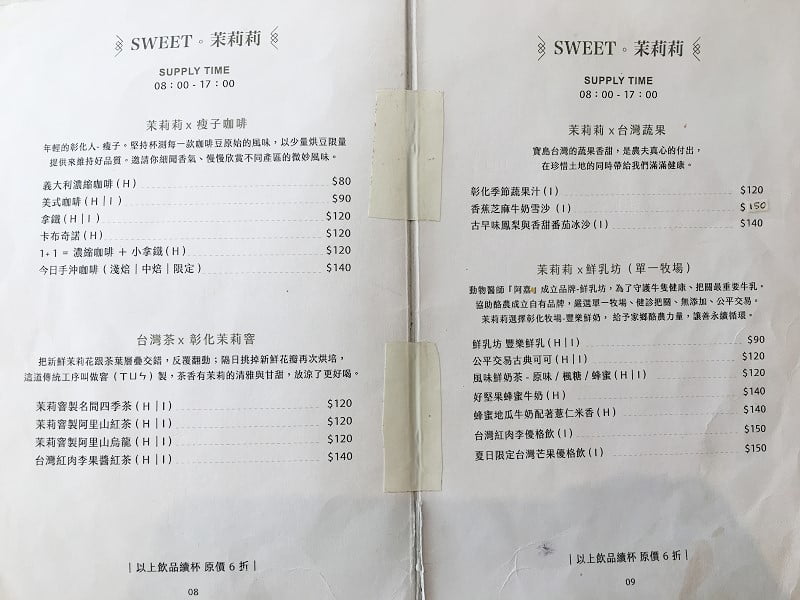 SWEET。茉莉莉
SUPPLY TIME
08:00 - 17:00
茉莉莉 x 瘦子咖啡
年輕的彰化人- 瘦子。堅持杯測每一款咖啡豆原始的風味,以少量烘豆限量
提供來維持好品質。邀請你細聞香氣、慢慢欣賞不同產區的微妙風味。
義大利濃縮咖啡 (H) $80
美式咖啡 (H|I) $90
拿鐵 (H|I) $120
卡布奇諾 (H) $120
1+1 = 濃縮咖啡 + 小拿鐵 (H) $120
今日手沖咖啡 (淺焙|中焙|限定) $140
台灣茶 x 彰化茉莉窨
把新鮮茉莉花跟茶葉層疊交錯,反覆翻動;隔日挑掉新鮮花瓣再次烘培,
這道傳統工序叫做窨 (ㄒㄩㄣ) 製,茶香有茉莉的清雅與甘甜,放涼了更好喝。
茉莉窨製名間四季茶 (H|I) $120
茉莉窨製阿里山紅茶 (H|I) $120
茉莉窨製阿里山烏龍 (H|I) $120
台灣紅肉李果醬紅茶 (H|I) $140
|以上飲品續杯 原價 6 折|
08
SWEET。茉莉莉
SUPPLY TIME
08:00 - 17:00
茉莉莉 x 台灣蔬果
寶島台灣的蔬果香甜,是農夫真心的付出,
在珍惜土地的同時帶給我們滿滿健康。
彰化季節蔬果汁 (I) $120
香蕉芝麻牛奶雪沙 (I) $150
古早味鳳梨與香甜番茄冰沙 (I) $140
茉莉莉 x 鮮乳坊 (單一牧場)
動物醫師「阿嘉」成立品牌-鮮乳坊,為了守護牛隻健康、把關最重要牛乳,
協助酪農成立自有品牌,嚴選單一牧場、健診把關、無添加、公平交易。
茉莉莉選擇彰化牧場-豐樂鮮奶, 給予家鄉酪農力量,讓善永續循環。
鮮乳坊 豐樂鮮乳 (H|I) $90
公平交易古典可可 (H|I) $120
風味鮮奶茶 - 原味 / 楓糖 / 蜂蜜 (H|I) $120
好堅果蜂蜜牛奶 (H) $140
蜂蜜地瓜牛奶配著薏仁米香 (H) $140
台灣紅肉李優格飲 (I) $150
夏日限定台灣芒果優格飲 (I) $150
|以上飲品續杯 原價 6 折|
09